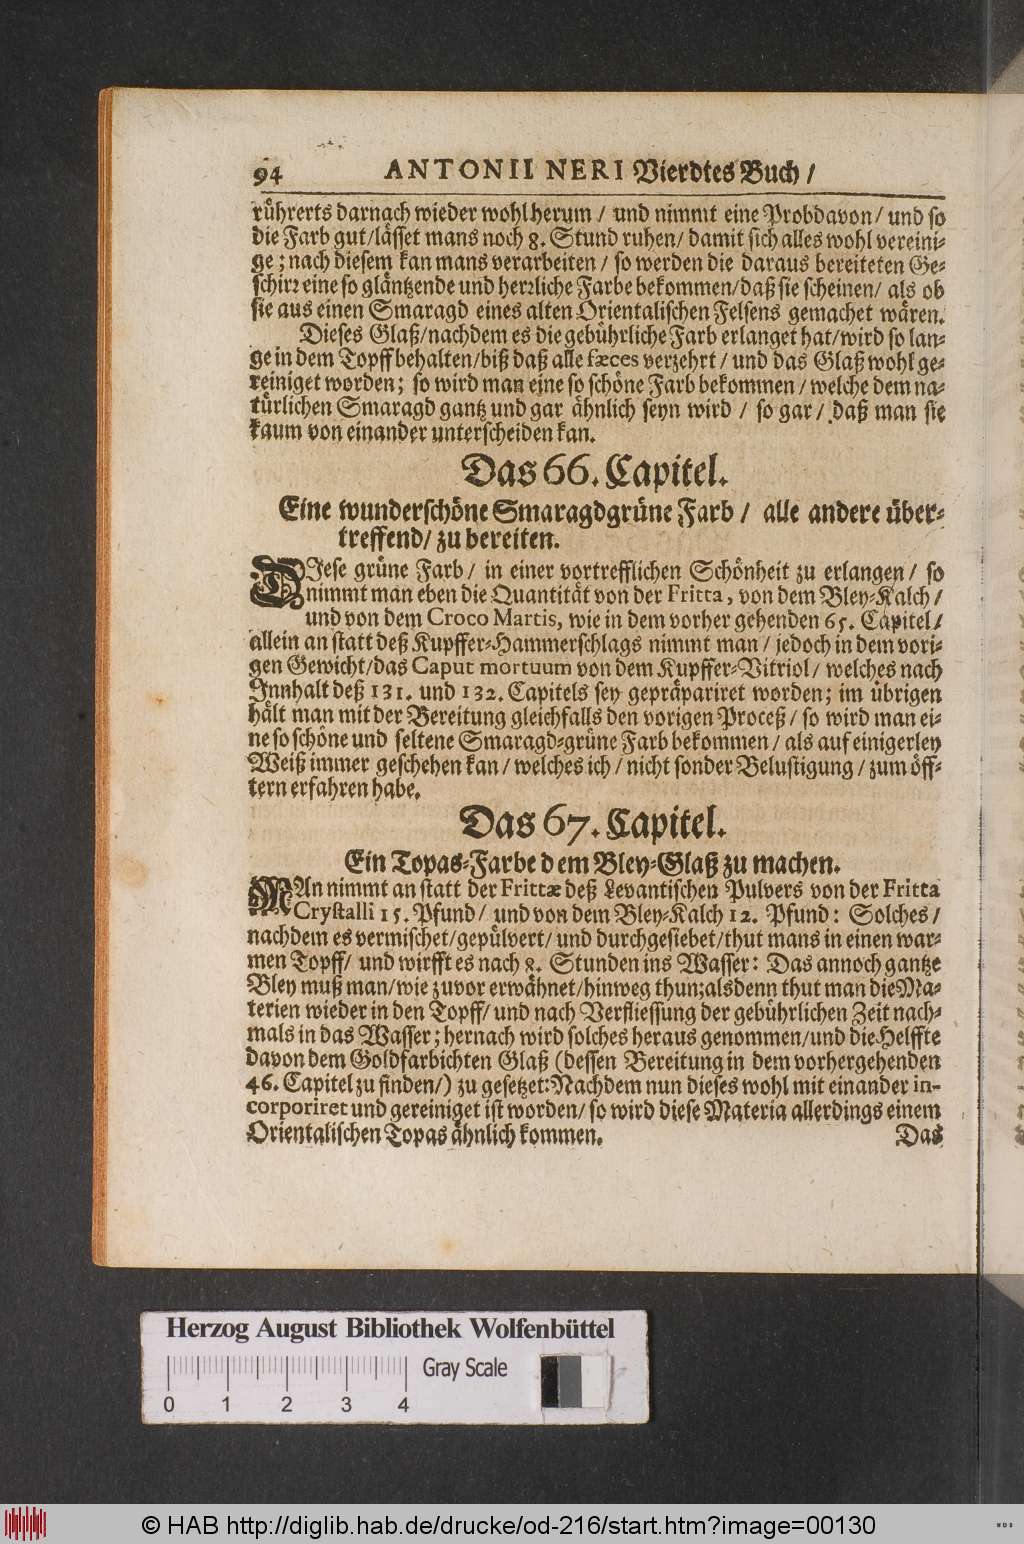 94 ANTONII NERI Vierdtes Buch /
rührerts darnach wieder wohl herum / und nimmt eine Prob davon / und so
die Farb gut / lässet mans noch 8. Stund ruhen / damit sich alles wohl vereini-
ge ; nach diesem kan mans verarbeiten / so werden die daraus bereiteten Ge-
schirr eine so gläntzende und herrliche Farbe bekommen / daß sie scheinen / als ob
sie aus einen Smaragd eines alten Orientalischen Felsens gemachet wären.
Dieses Glaß / nachdem es die gebührliche Farb erlanget hat / wird so lan-
ge in dem Topff behalten / biß daß alle fæces verzehrt / und das Glaß wohl ge-
reiniget worden ; so wird man eine so schöne Farb bekommen / welche dem na-
türlichen Smaragd gantz und gar ähnlich seyn wird / so gar / daß man sie
kaum von einander unterscheiden kan.
Das 66. Capitel.
Eine wunderschöne Smaragdgrüne Farb / alle andere über-
treffend / zu bereiten.
DIese grüne Farb / in einer vortrefflichen Schönheit zu erlangen / so
nimmt man eben die Quantität von der Fritta, von dem Bley-Kalch /
und von dem Croco Martis, wie in dem vorher gehenden 65. Capitel /
allein an statt deß Kupffer-Hammerschlags nimmt man / jedoch in dem vori-
gen Gewicht / das Caput mortuum von dem Kupffer-Vitriol / welches nach
Innhalt deß 131. und 132. Capitels sey gepräpariret worden ; im übrigen
hält man mit der Bereitung gleichfalls den vorigen Proceß / so wird man ei-
ne so schöne und seltene Smaragd-grüne Farb bekommen / als auf einigerley
Weiß immer geschehen kan / welches ich / nicht sonder Belustigung / zum öff-
tern erfahren habe.
Das 67. Capitel.
Ein Topas-Farbe dem Bley-Glaß zu machen.
MAn nimmt an statt der Frittæ deß Levantischen Pulvers von der Fritta
Crystalli 15. Pfund / und von dem Bley-Kalch 12. Pfund : Solches /
nachdem es vermischet / gepülvert / und durchgesiebet / thut mans in einen war-
men Topff / und wirfft es nach 8. Stunden ins Wasser : Das annoch gantze
Bley muß man / wie zuvor erwähnet / hinweg thun ; alsdenn thut man die Ma-
terien wieder in den Topff / und nach Verfliessung der gebührlichen Zeit nach-
mals in das Wasser ; hernach wird solches heraus genommen / und die Helffte
davon dem Goldfarbichten Glaß (dessen Bereitung in dem vorhergehenden
46. Capitel zu finden /) zu gesetzet : Nachdem nun dieses wohl mit einander in-
corporiret und gereiniget ist worden / so wird diese Materia allerdings einem
Orientalischen Topas ähnlich kommen. Das
Herzog August Bibliothek Wolfenbüttel
Gray Scale
0 1 2 3 4
© HAB http://diglib.hab.de/drucke/od-216/start.htm?image=00130